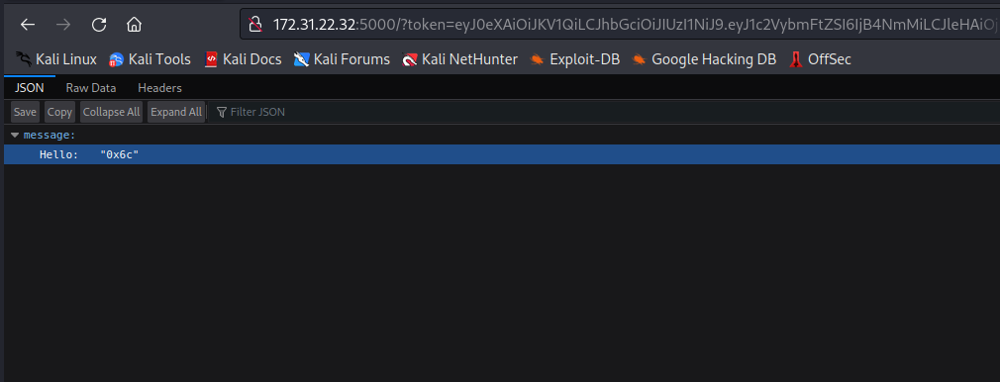 172.31.22.32:5000/?token=eyJ0eXAiOiJKV1QiLCJhbGciOiJIUzI1NiJ9.eyJ1c2VybmFtZSI6IjB4NmMiLCJleHAiOj
Kali Linux Kali Tools Kali Docs Kali Forums Kali NetHunter Exploit-DB Google Hacking DB OffSec
JSON Raw Data Headers
Save Copy Collapse All Expand All Filter JSON
message:
Hello: "0x6c"